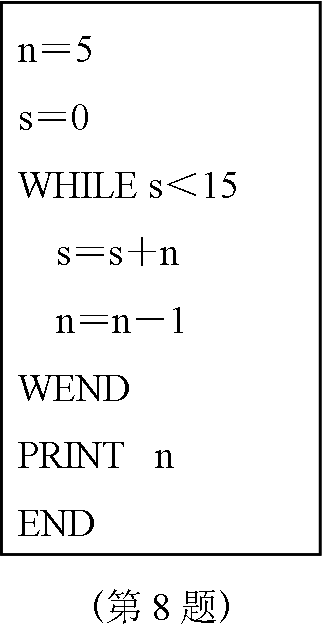 n＝5
s＝0
WHILE s＜15
s＝s＋n
n＝n－1
WEND
PRINT n
END
(第 8 题)